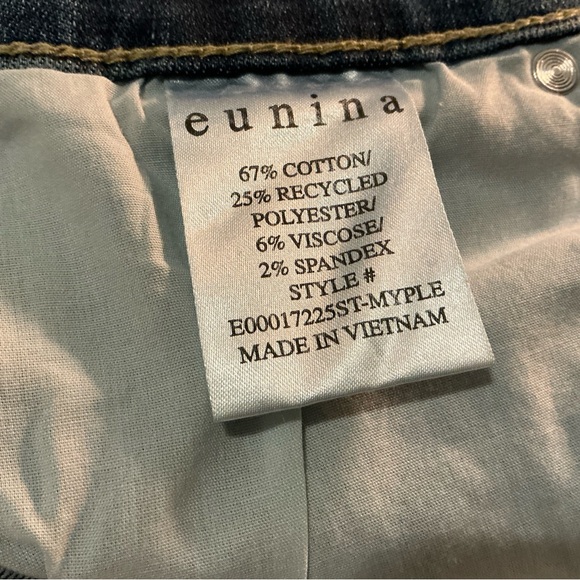 eunina
67% COTTON/
25% RECYCLED
POLYESTER/
6% VISCOSE/
2% SPANDEX
STYLE #
E00017225ST-MYPLE
MADE IN VIETNAM